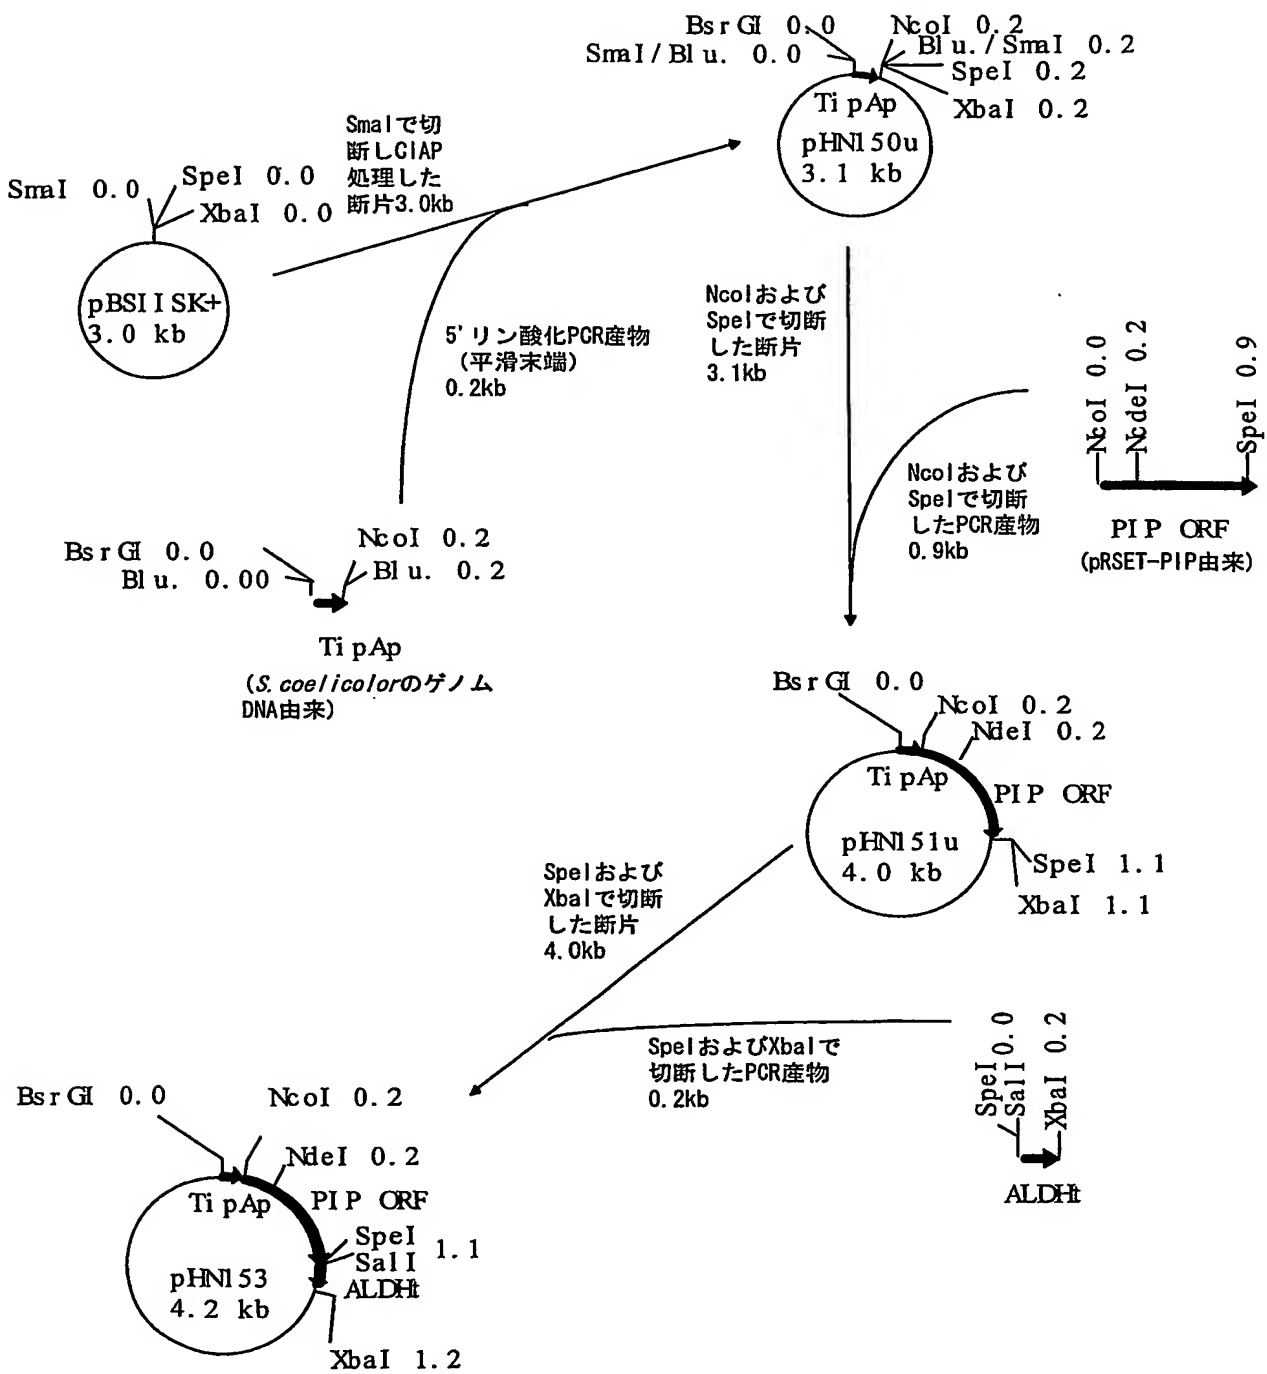 BsrGI 0.0
SmaI/Blu. 0.0
NcoI 0.2
Blu./SmaI 0.2
SpeI 0.2
XbaI 0.2
TipAp
pHN150u
3.1 kb
SmaIで切
断しCIAP
処理した
断片3.0kb
SmaI 0.0
SpeI 0.0
XbaI 0.0
pBSIISK+
3.0 kb
5'リン酸化PCR産物
(平滑末端)
0.2kb
NcoIおよび
SpeIで切断
した断片
3.1kb
NcoI 0.0
NcdeI 0.2
SpeI 0.9
PIP ORF
(pRSET-PIP由来)
NcoIおよび
SpeIで切断
したPCR産物
0.9kb
BsrGI 0.0
Blu. 0.00
NcoI 0.2
Blu. 0.2
TipAp
(S. coelicolorのゲノム
DNA由来)
BsrGI 0.0
NcoI 0.2
NdeI 0.2
TipAp
PIP ORF
pHN151u
4.0 kb
SpeI 1.1
XbaI 1.1
SpeIおよび
XbaIで切断
した断片
4.0kb
SpeIおよびXbaIで
切断したPCR産物
0.2kb
SpeI
SalI 0.0
XbaI 0.2
ALDHt
BsrGI 0.0
NcoI 0.2
NdeI 0.2
TipAp
PIP ORF
SpeI
SalI 1.1
ALDHt
pHN153
4.2 kb
XbaI 1.2